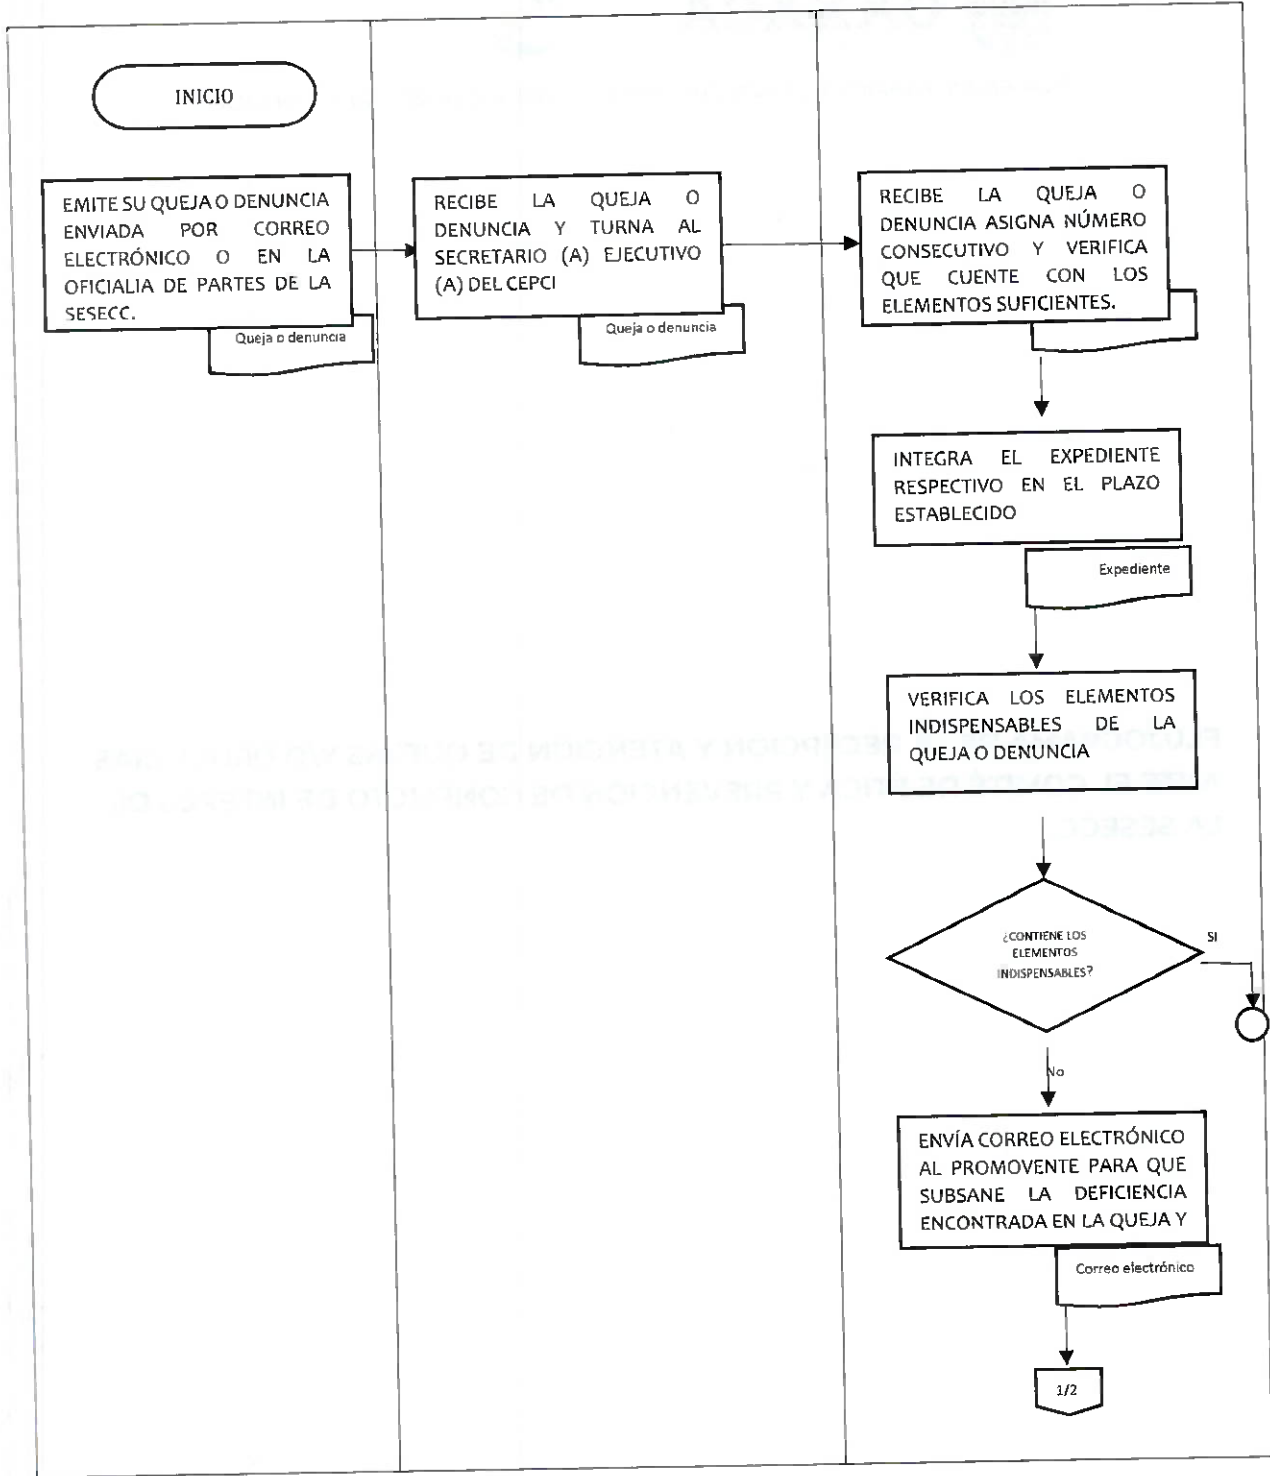 INICIO
EMITE SU QUEJA O DENUNCIA
ENVIADA POR CORREO
ELECTRÓNICO O EN LA
OFICIALIA DE PARTES DE LA
SESECC.
Queja o denuncia
RECIBE LA QUEJA O
DENUNCIA Y TURNA AL
SECRETARIO (A) EJECUTIVO
(A) DEL CEPCI
Queja o denuncia
RECIBE LA QUEJA O
DENUNCIA ASIGNA NÚMERO
CONSECUTIVO Y VERIFICA
QUE CUENTE CON LOS
ELEMENTOS SUFICIENTES.
INTEGRA EL EXPEDIENTE
RESPECTIVO EN EL PLAZO
ESTABLECIDO
Expediente
VERIFICA LOS ELEMENTOS
INDISPENSABLES DE LA
QUEJA O DENUNCIA
¿CONTIENE LOS
ELEMENTOS
INDISPENSABLES?
SI
No
ENVÍA CORREO ELECTRÓNICO
AL PROMOVENTE PARA QUE
SUBSANE LA DEFICIENCIA
ENCONTRADA EN LA QUEJA Y
Correo electrónico
1/2